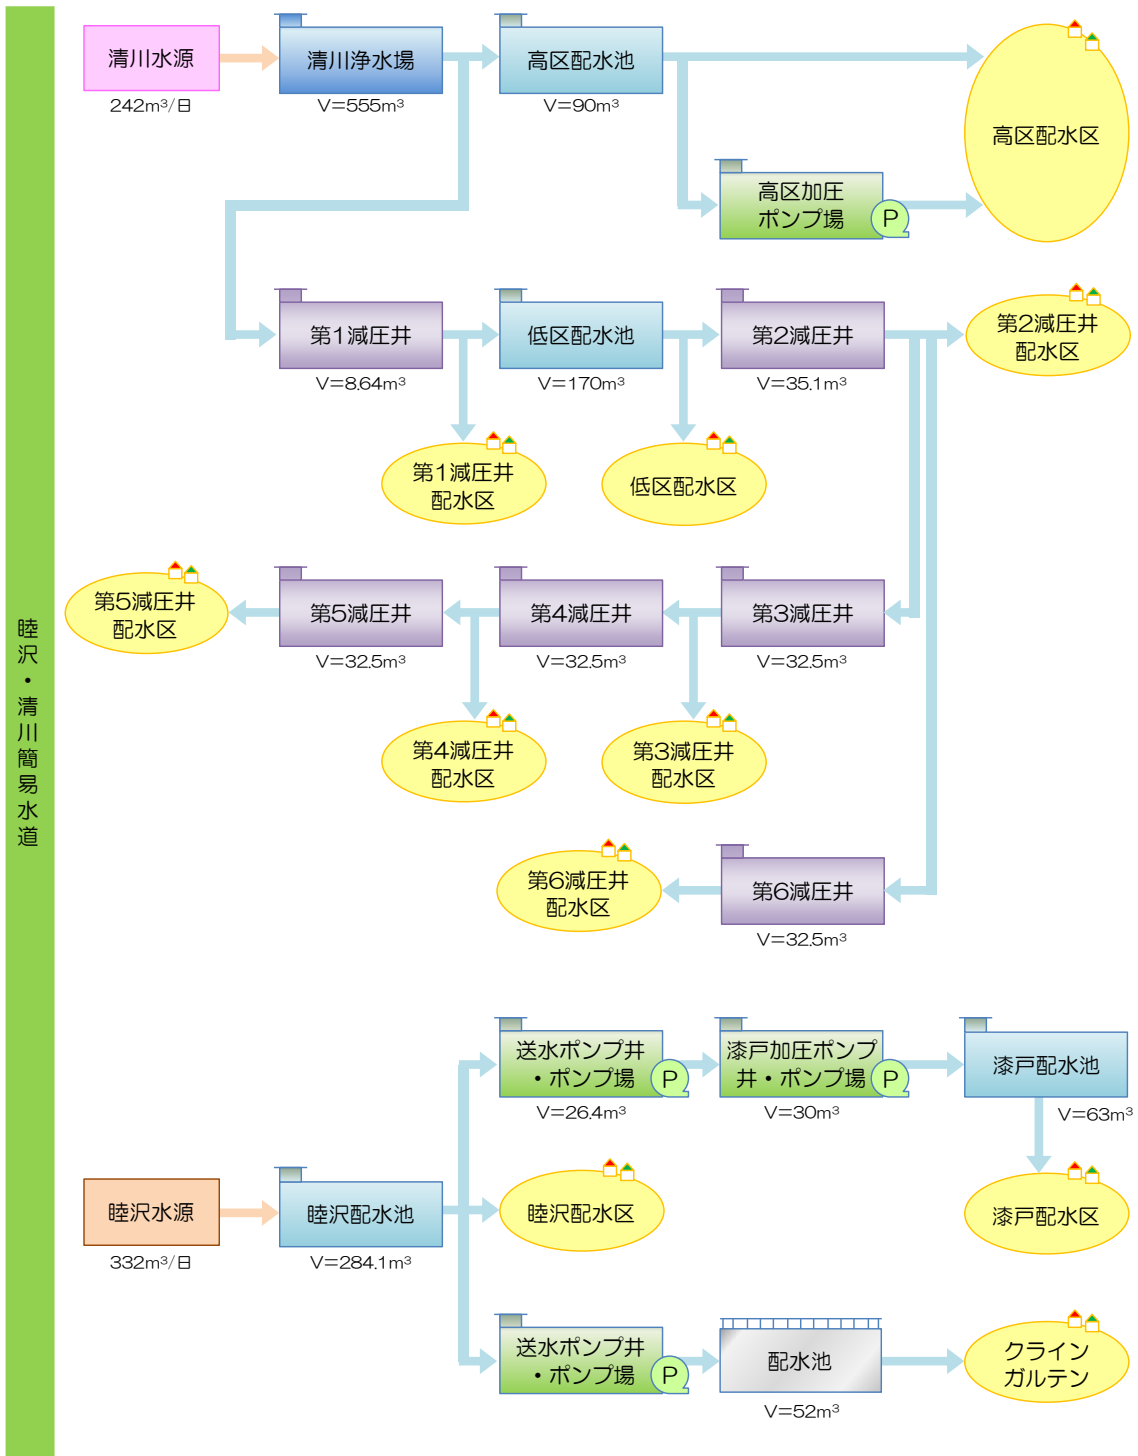 睦沢・清川簡易水道
清川水源
242m³/日
清川浄水場
V=555m³
高区配水池
V=90m³
高区配水区
高区加圧
ポンプ場
P
第1減圧井
V=8.64m³
低区配水池
V=170m³
第2減圧井
V=35.1m³
第2減圧井
配水区
第1減圧井
配水区
低区配水区
第5減圧井
配水区
第5減圧井
V=32.5m³
第4減圧井
V=32.5m³
第3減圧井
V=32.5m³
第4減圧井
配水区
第3減圧井
配水区
第6減圧井
配水区
第6減圧井
V=32.5m³
送水ポンプ井
・ポンプ場
P
V=26.4m³
漆戸加圧ポンプ
井・ポンプ場
P
V=30m³
漆戸配水池
V=63m³
睦沢水源
332m³/日
睦沢配水池
V=284.1m³
睦沢配水区
漆戸配水区
送水ポンプ井
・ポンプ場
P
配水池
V=52m³
クライン
ガルテン